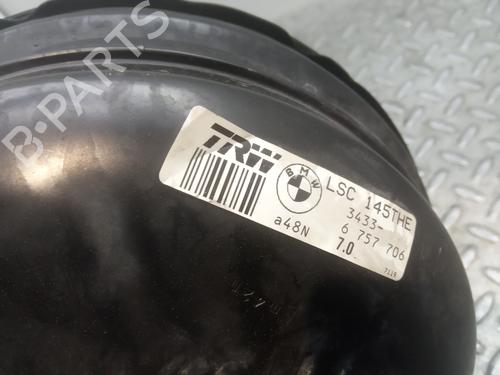 B-PARTS
TRW
BMW
LSC 145THE
3433-
6 757 706
a48N
7.0